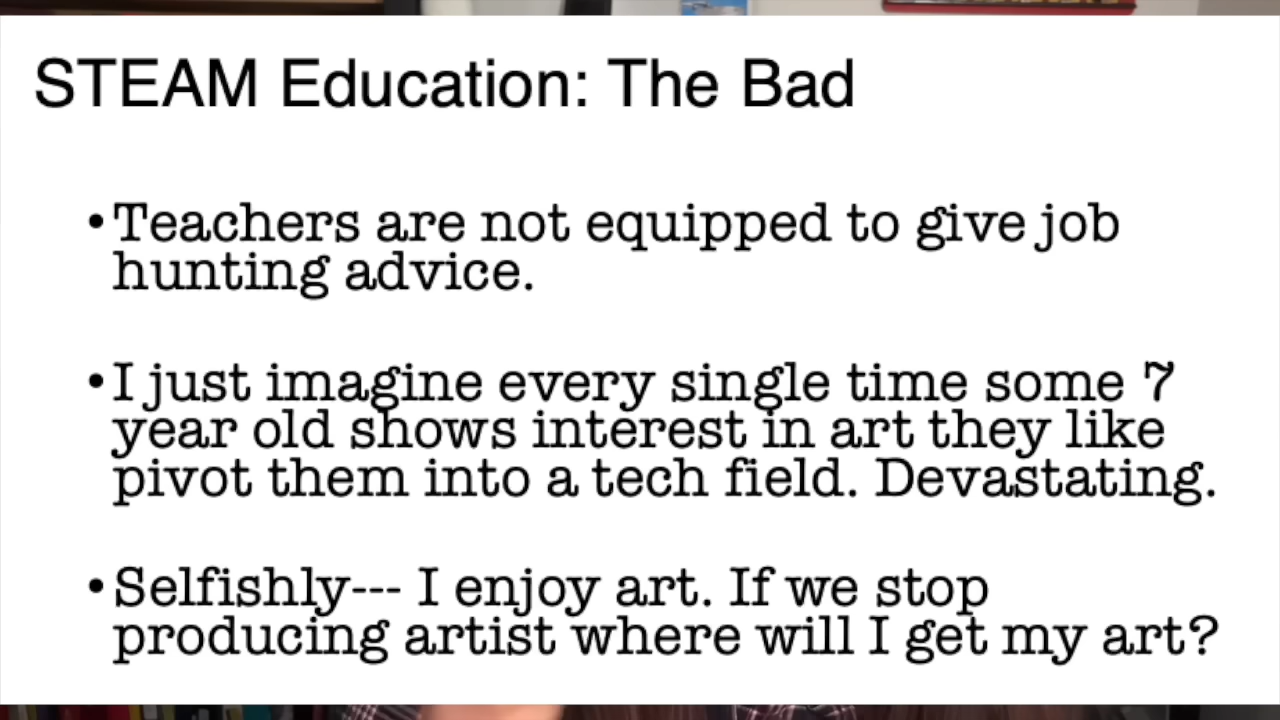 STEAM Education: The Bad
•Teachers are not equipped to give job
hunting advice.
•I just imagine every single time some 7
year old shows interest in art they like
pivot them into a tech field. Devastating.
•Selfishly--- I enjoy art. If we stop
producing artist where will I get my art?